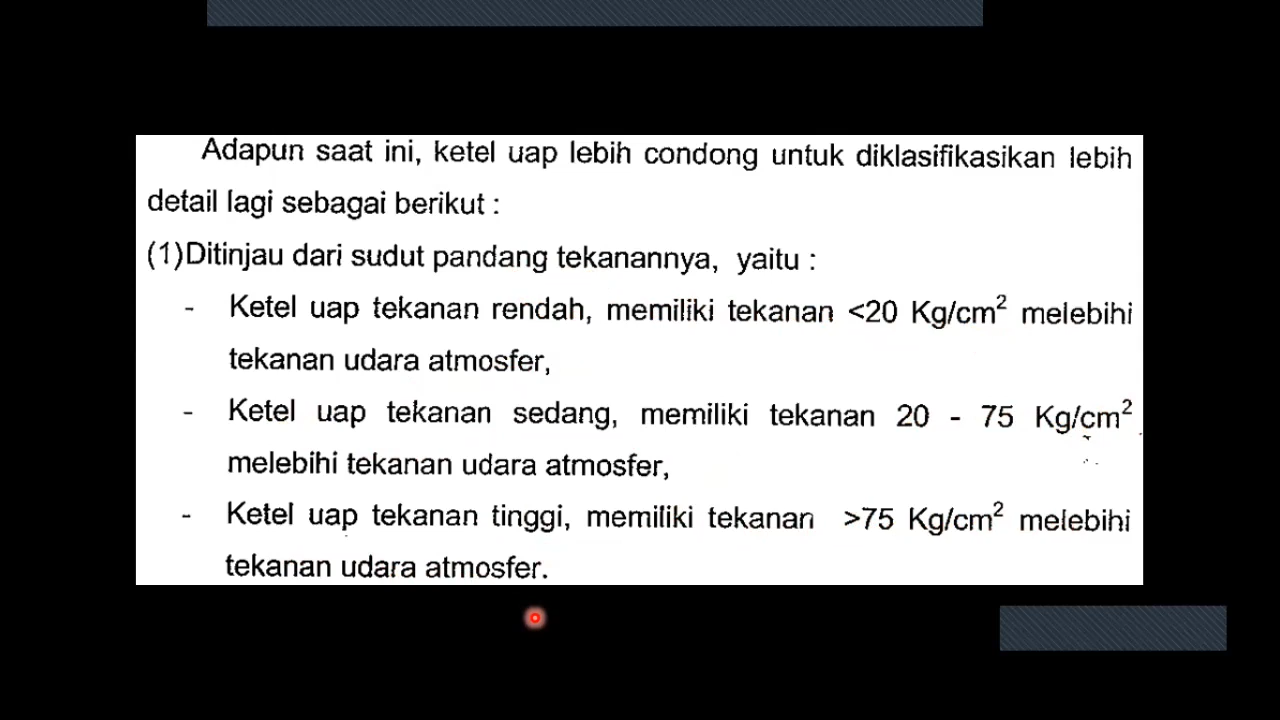 Adapun saat ini, ketel uap lebih condong untuk diklasifikasikan lebih
detail lagi sebagai berikut :
(1)Ditinjau dari sudut pandang tekanannya, yaitu :
- Ketel uap tekanan rendah, memiliki tekanan <20 Kg/cm² melebihi
tekanan udara atmosfer,
- Ketel uap tekanan sedang, memiliki tekanan 20 - 75 Kg/cm²
melebihi tekanan udara atmosfer,
- Ketel uap tekanan tinggi, memiliki tekanan >75 Kg/cm² melebihi
tekanan udara atmosfer.